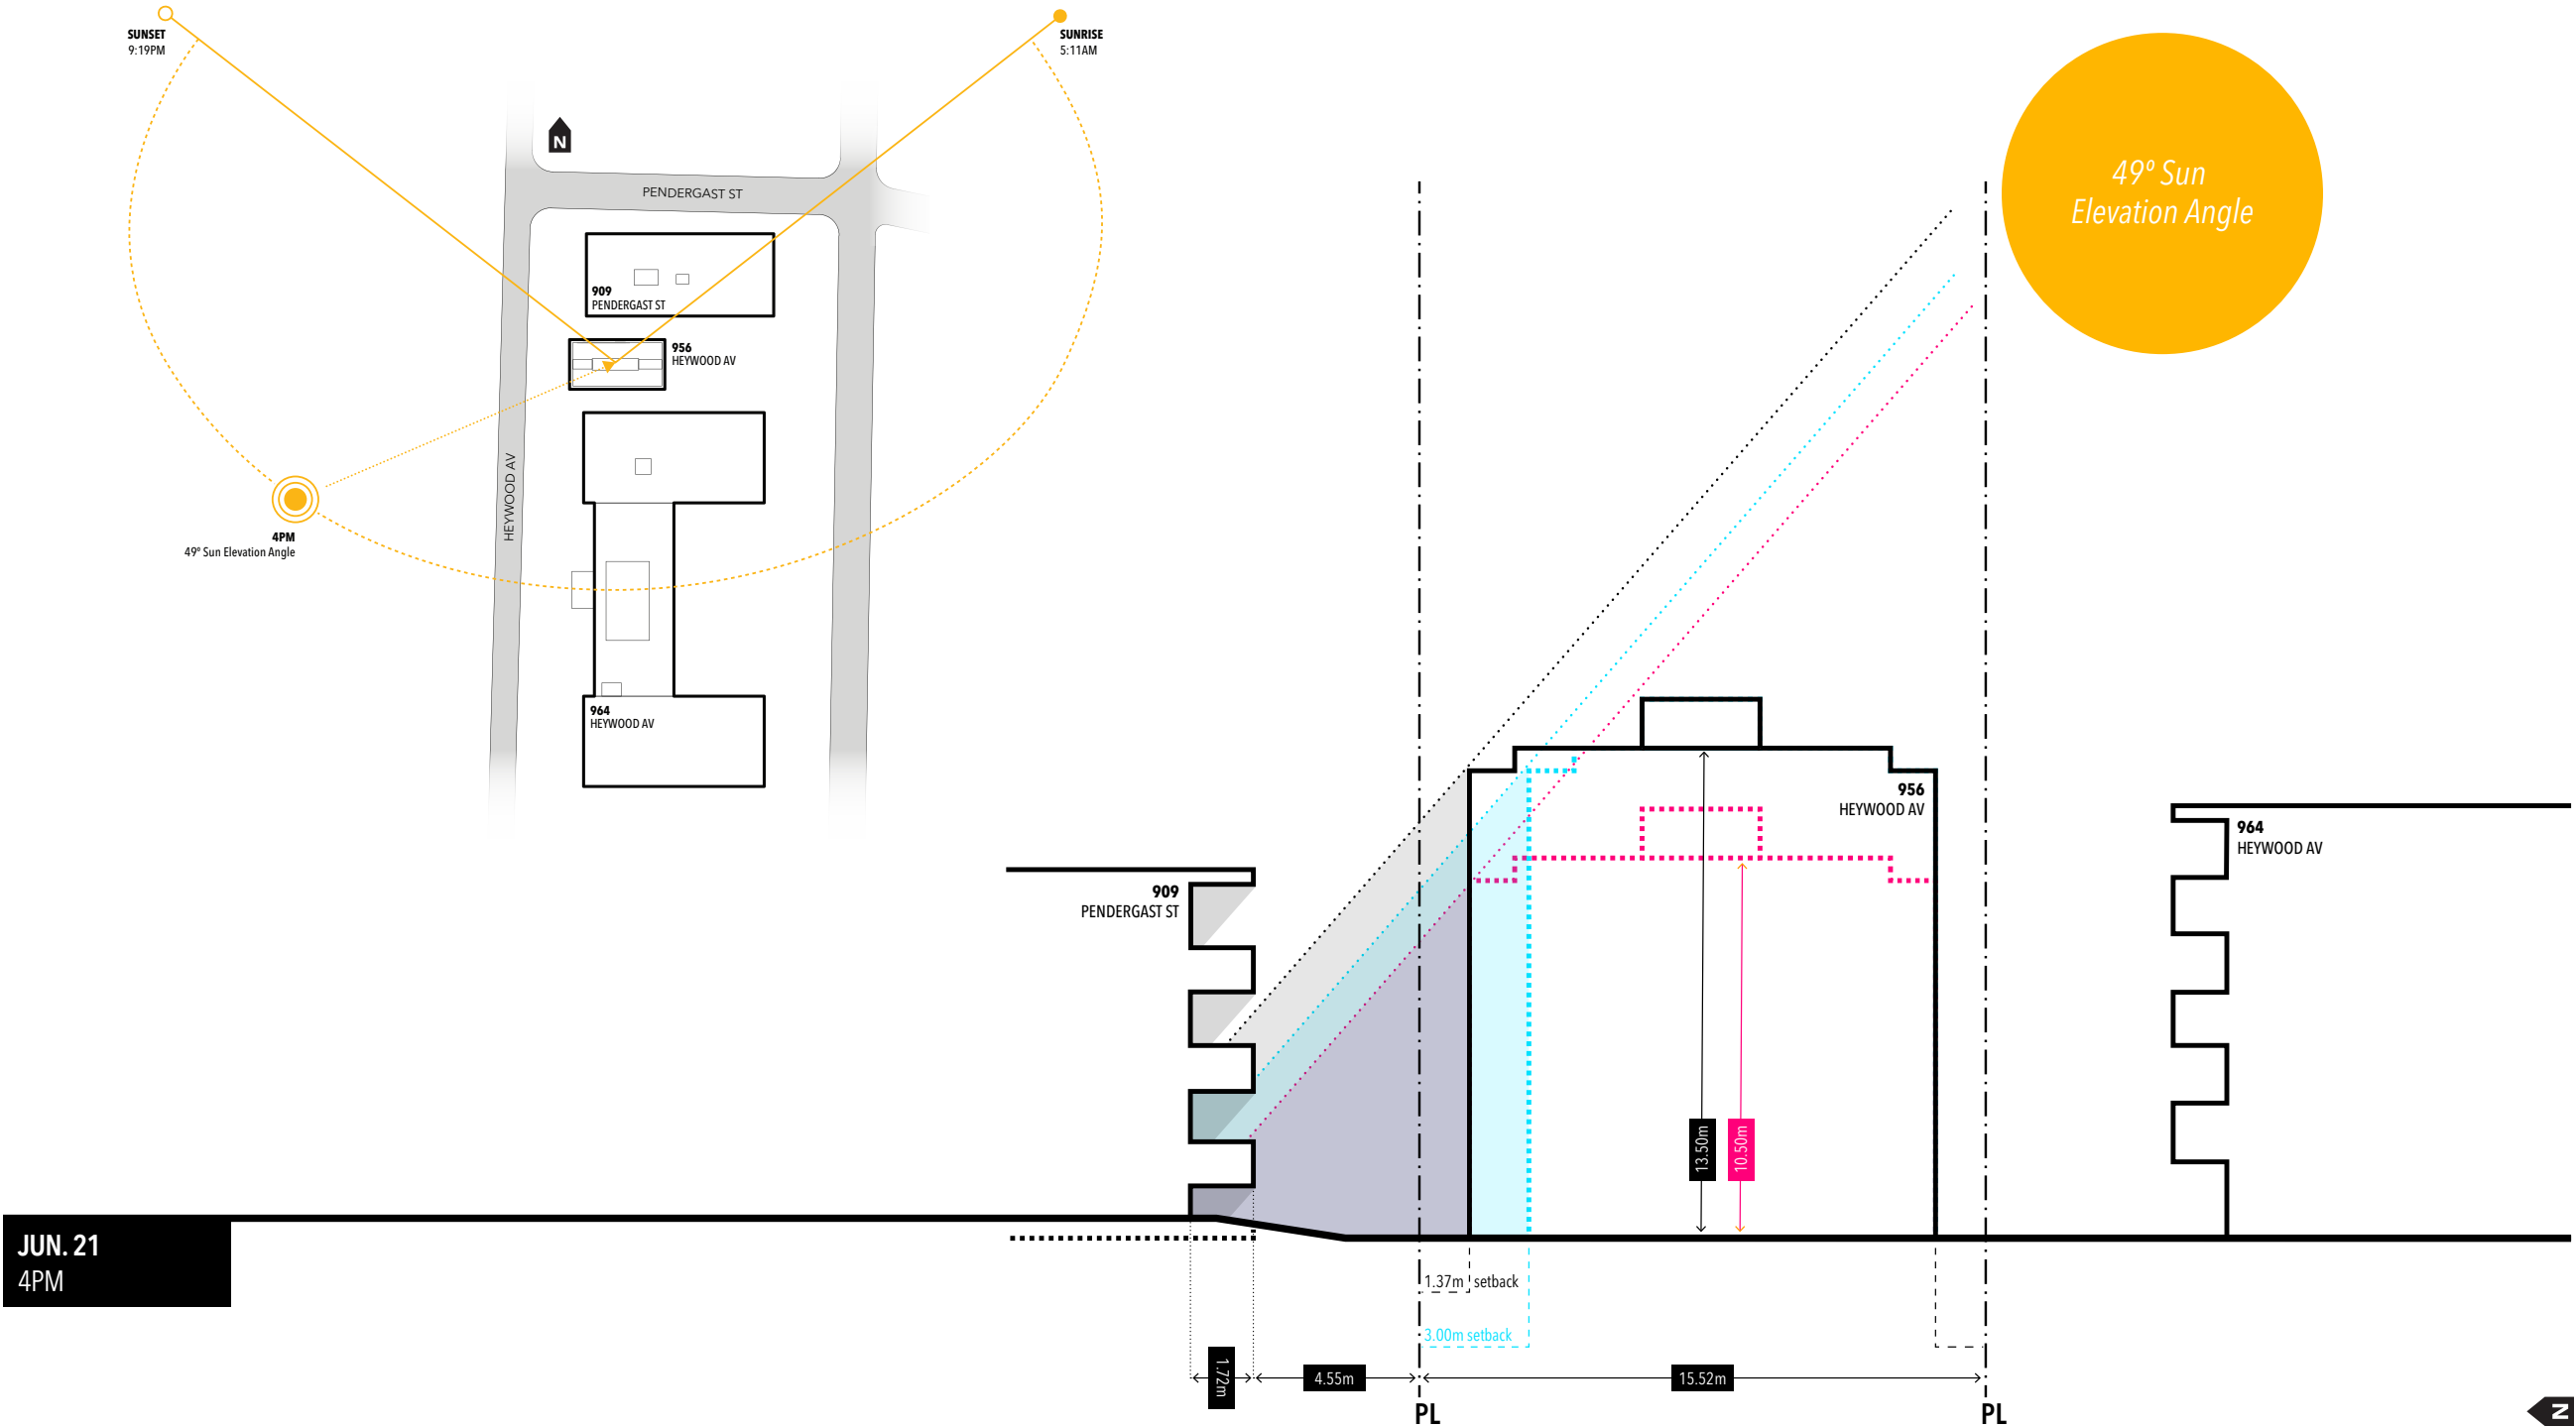 SUNSET
9:19PM
SUNRISE
5:11AM
N
PENDERGAST ST
909
PENDERGAST ST
956
HEYWOOD AV
HEYWOOD AV
4PM
49º Sun Elevation Angle
964
HEYWOOD AV
49º Sun
Elevation Angle
956
HEYWOOD AV
909
PENDERGAST ST
964
HEYWOOD AV
13.50m
10.50m
JUN. 21
4PM
1.37m setback
3.00m setback
1.72m
4.55m
15.52m
PL
PL
N